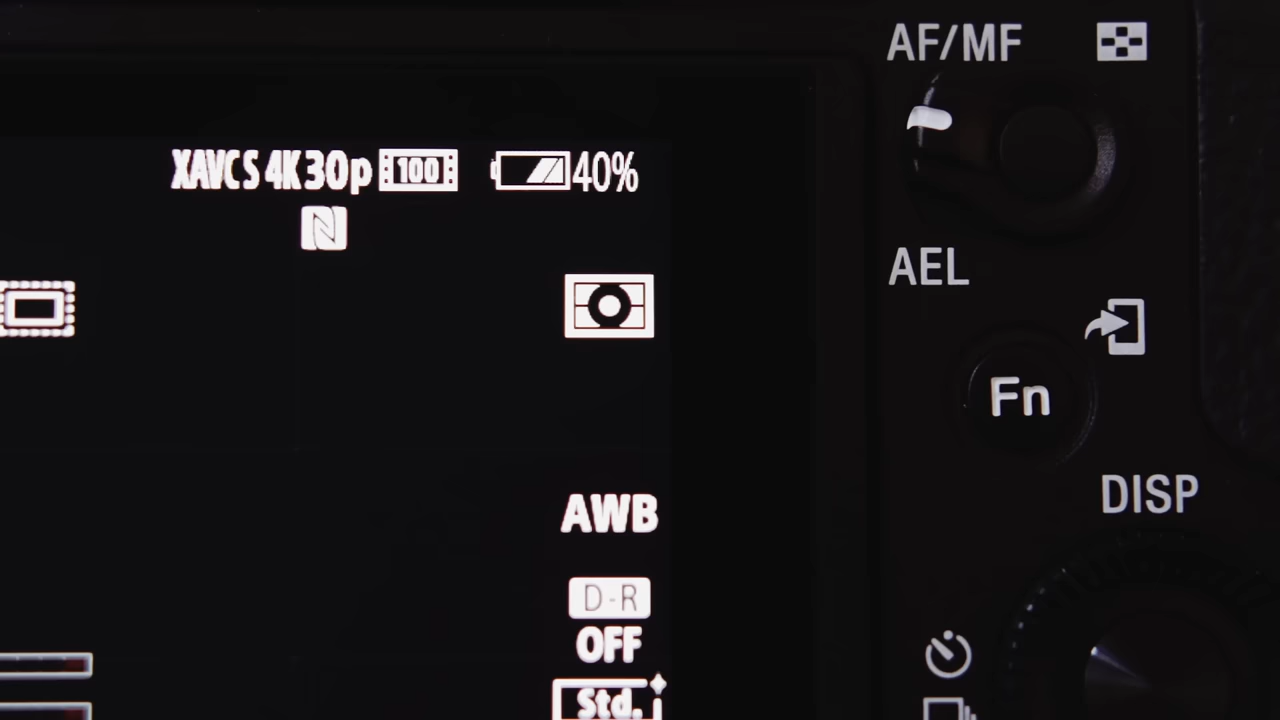 AF/MF
XAVC S 4K 30p 100 40%
N
AEL
Fn
DISP
AWB
D-R
OFF
Std.